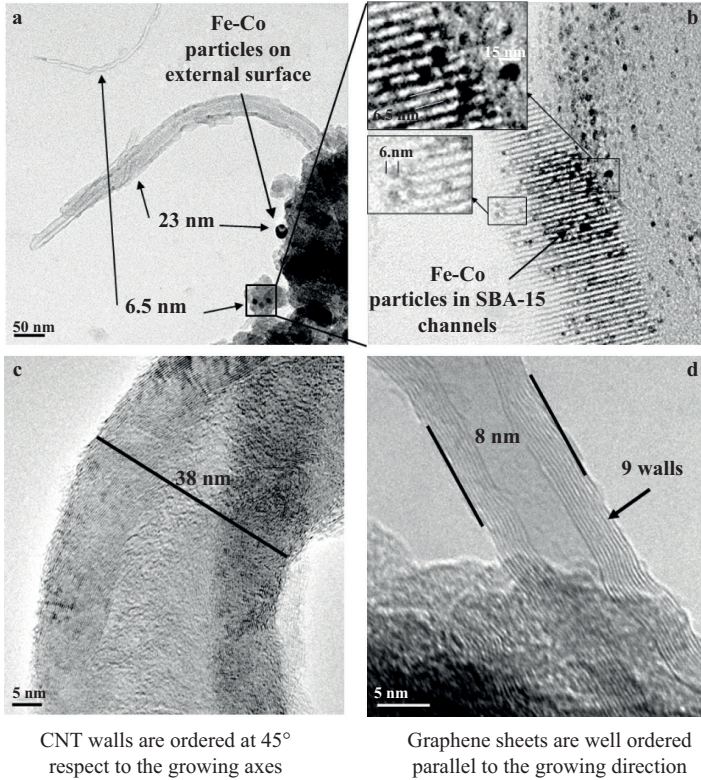 a
Fe-Co
particles on
external surface
23 nm
6.5 nm
50 nm
b
15 nm
6.5 nm
6.nm
Fe-Co
particles in SBA-15
channels
c
38 nm
5 nm
d
8 nm
9 walls
5 nm
CNT walls are ordered at 45°
respect to the growing axes
Graphene sheets are well ordered
parallel to the growing direction